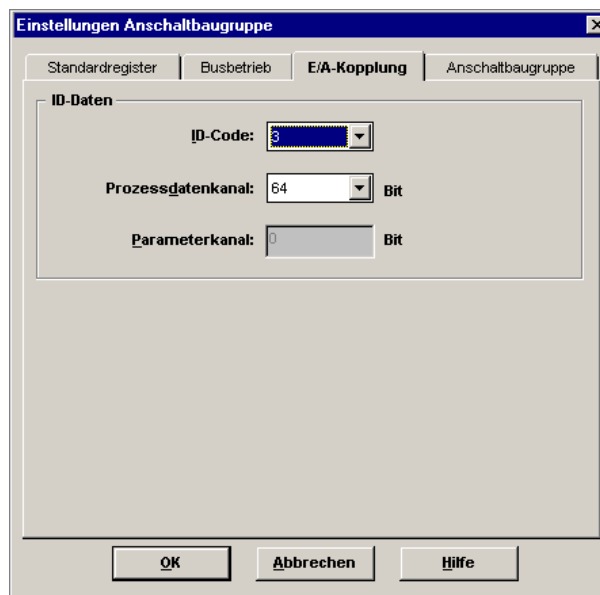 Einstellungen Anschaltbaugruppe
Standardregister Busbetrieb E/A-Kopplung Anschaltbaugruppe
ID-Daten
ID-Code: 3
Prozessdatenkanal: 64 Bit
Parameterkanal: 0 Bit
OK Abbrechen Hilfe